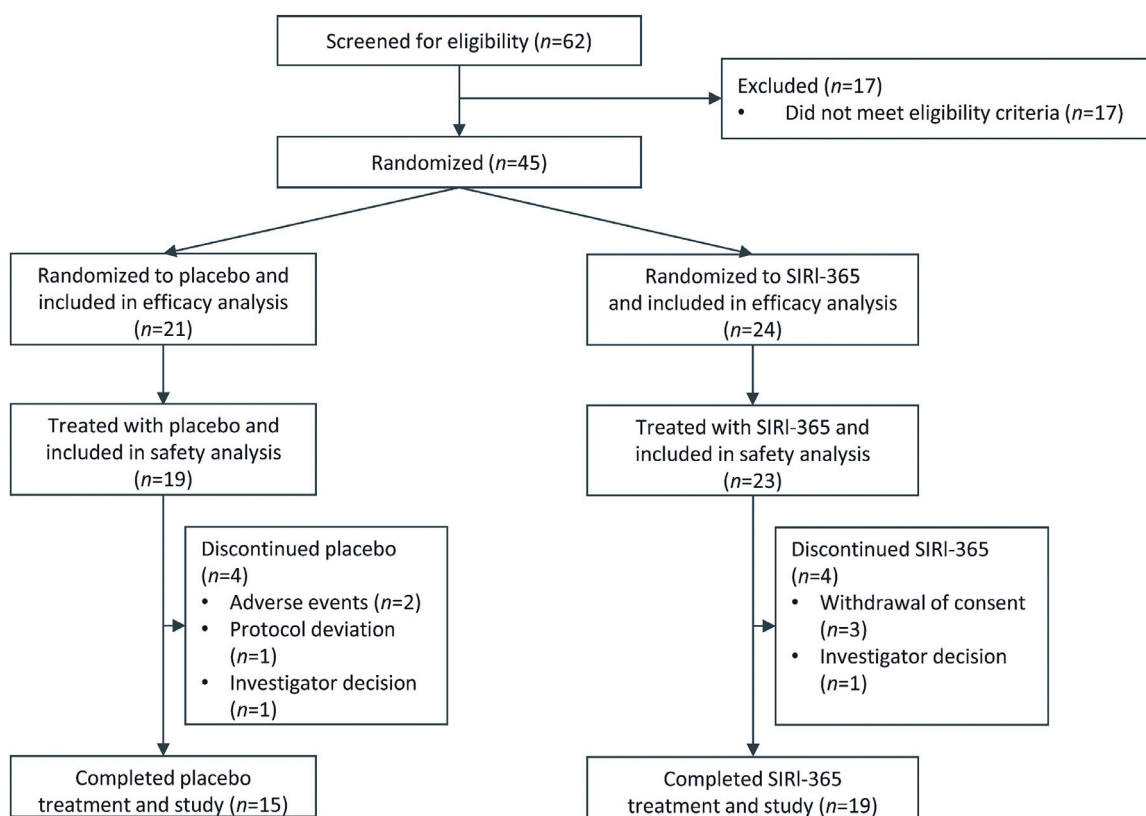 Screened for eligibility (n=62)
Excluded (n=17)
• Did not meet eligibility criteria (n=17)
Randomized (n=45)
Randomized to placebo and
included in efficacy analysis
(n=21)
Randomized to SIRl-365
and included in efficacy analysis
(n=24)
Treated with placebo and
included in safety analysis
(n=19)
Treated with SIRl-365 and
included in safety analysis
(n=23)
Discontinued placebo
(n=4)
• Adverse events (n=2)
• Protocol deviation
(n=1)
• Investigator decision
(n=1)
Discontinued SIRl-365
(n=4)
• Withdrawal of consent
(n=3)
• Investigator decision
(n=1)
Completed placebo
treatment and study (n=15)
Completed SIRl-365
treatment and study (n=19)